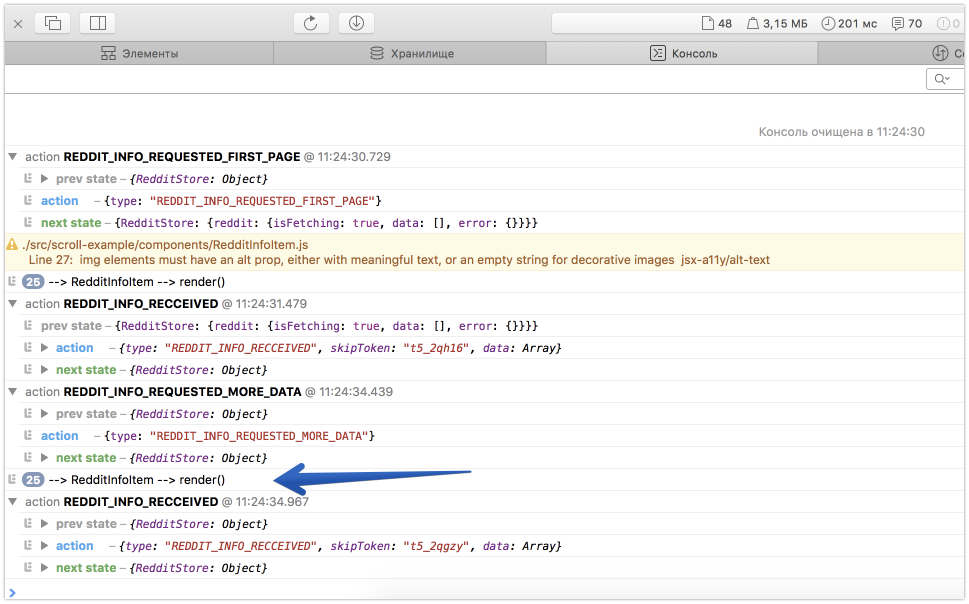 48 3,15 МБ 201 мс 70 0
Элементы Хранилище Консоль
Консоль очищена в 11:24:30
action REDDIT_INFO_REQUESTED_FIRST_PAGE @ 11:24:30.729
prev state – {RedditStore: Object}
action – {type: "REDDIT_INFO_REQUESTED_FIRST_PAGE"}
next state – {RedditStore: {reddit: {isFetching: true, data: [], error: {}}}}
./src/scroll-example/components/RedditInfoItem.js
Line 27: img elements must have an alt prop, either with meaningful text, or an empty string for decorative images jsx-a11y/alt-text
25 --> RedditInfoItem --> render()
action REDDIT_INFO_RECCEIVED @ 11:24:31.479
prev state – {RedditStore: {reddit: {isFetching: true, data: [], error: {}}}}
action – {type: "REDDIT_INFO_RECCEIVED", skipToken: "t5_2qh16", data: Array}
next state – {RedditStore: Object}
action REDDIT_INFO_REQUESTED_MORE_DATA @ 11:24:34.439
prev state – {RedditStore: Object}
action – {type: "REDDIT_INFO_REQUESTED_MORE_DATA"}
next state – {RedditStore: Object}
25 --> RedditInfoItem --> render()
action REDDIT_INFO_RECCEIVED @ 11:24:34.967
prev state – {RedditStore: Object}
action – {type: "REDDIT_INFO_RECCEIVED", skipToken: "t5_2qgzy", data: Array}
next state – {RedditStore: Object}